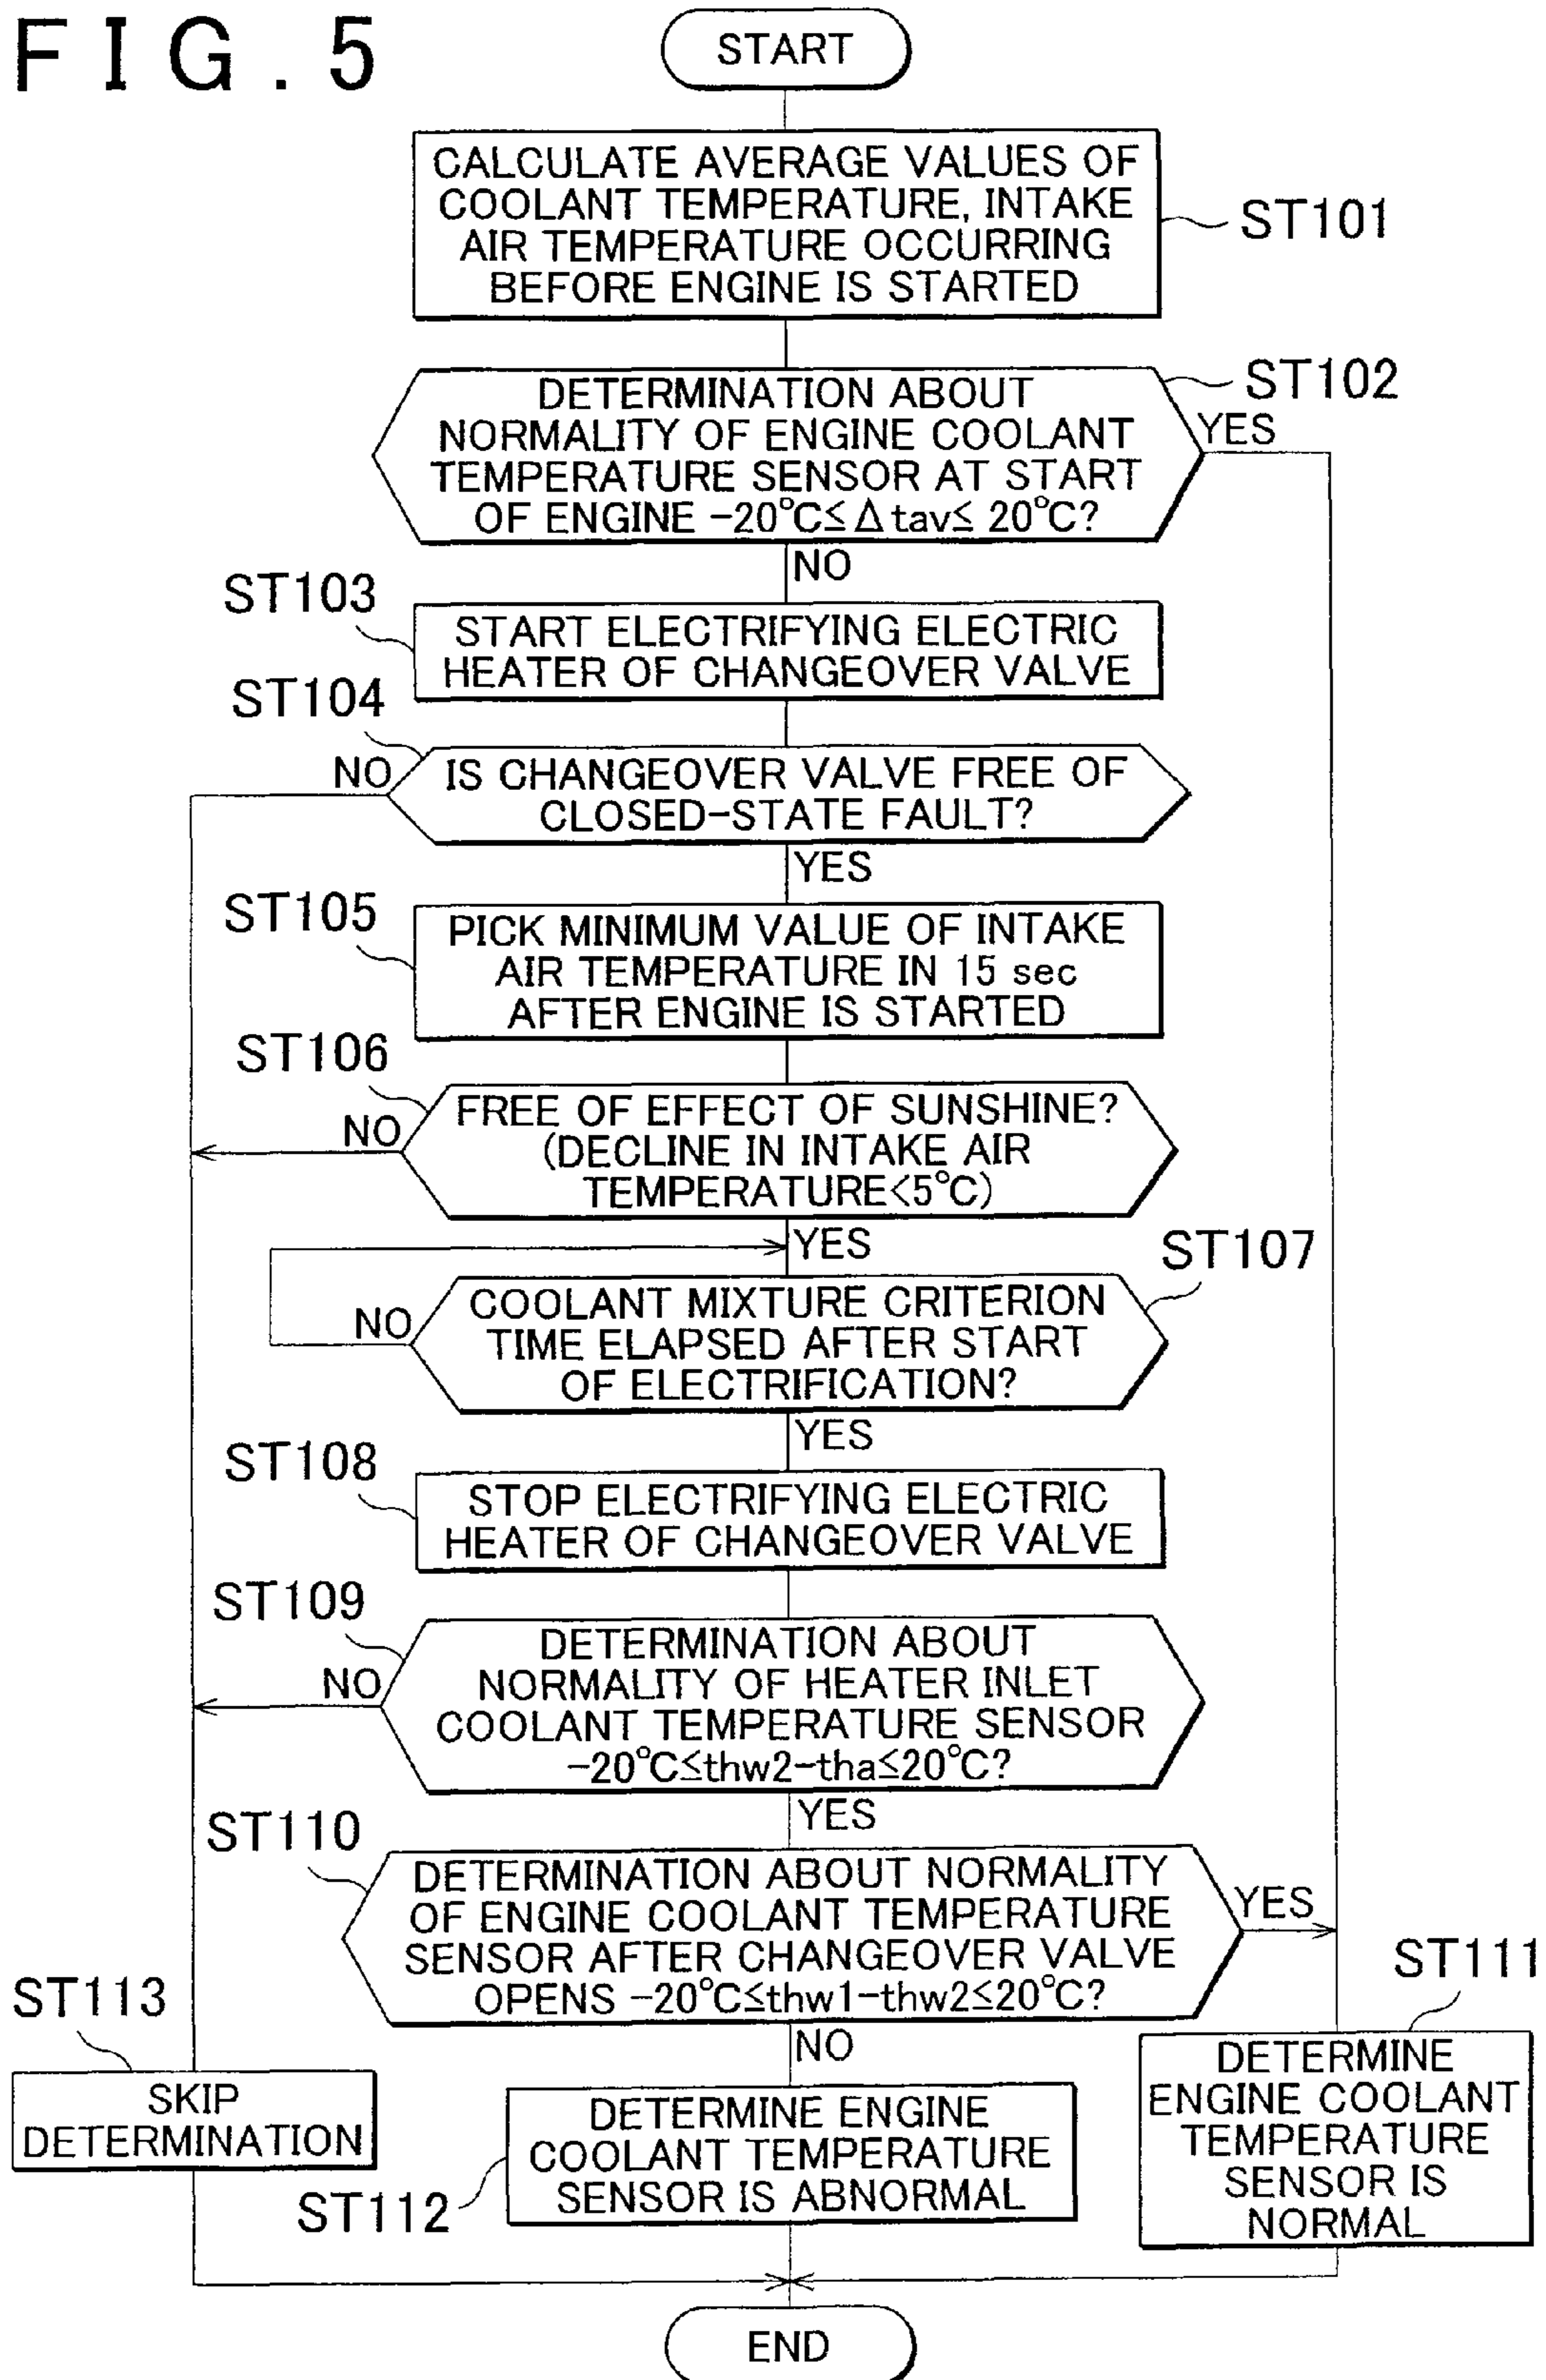 FIG.5
START
CALCULATE AVERAGE VALUES OF
COOLANT TEMPERATURE, INTAKE
AIR TEMPERATURE OCCURRING
BEFORE ENGINE IS STARTED
ST101
DETERMINATION ABOUT
NORMALITY OF ENGINE COOLANT
TEMPERATURE SENSOR AT START
OF ENGINE -20°C≤Δtav≤ 20°C?
ST102
YES
NO
ST103
START ELECTRIFYING ELECTRIC
HEATER OF CHANGEOVER VALVE
ST104
NO
IS CHANGEOVER VALVE FREE OF
CLOSED-STATE FAULT?
YES
ST105
PICK MINIMUM VALUE OF INTAKE
AIR TEMPERATURE IN 15 sec
AFTER ENGINE IS STARTED
ST106
NO
FREE OF EFFECT OF SUNSHINE?
(DECLINE IN INTAKE AIR
TEMPERATURE<5°C)
YES
ST107
NO
COOLANT MIXTURE CRITERION
TIME ELAPSED AFTER START
OF ELECTRIFICATION?
YES
ST108
STOP ELECTRIFYING ELECTRIC
HEATER OF CHANGEOVER VALVE
ST109
NO
DETERMINATION ABOUT
NORMALITY OF HEATER INLET
COOLANT TEMPERATURE SENSOR
-20°C≤thw2-tha≤20°C?
YES
ST110
DETERMINATION ABOUT NORMALITY
OF ENGINE COOLANT TEMPERATURE
SENSOR AFTER CHANGEOVER VALVE
OPENS -20°C≤thw1-thw2≤20°C?
YES
NO
ST111
DETERMINE
ENGINE COOLANT
TEMPERATURE
SENSOR IS
NORMAL
ST113
SKIP
DETERMINATION
ST112
DETERMINE ENGINE
COOLANT TEMPERATURE
SENSOR IS ABNORMAL
END